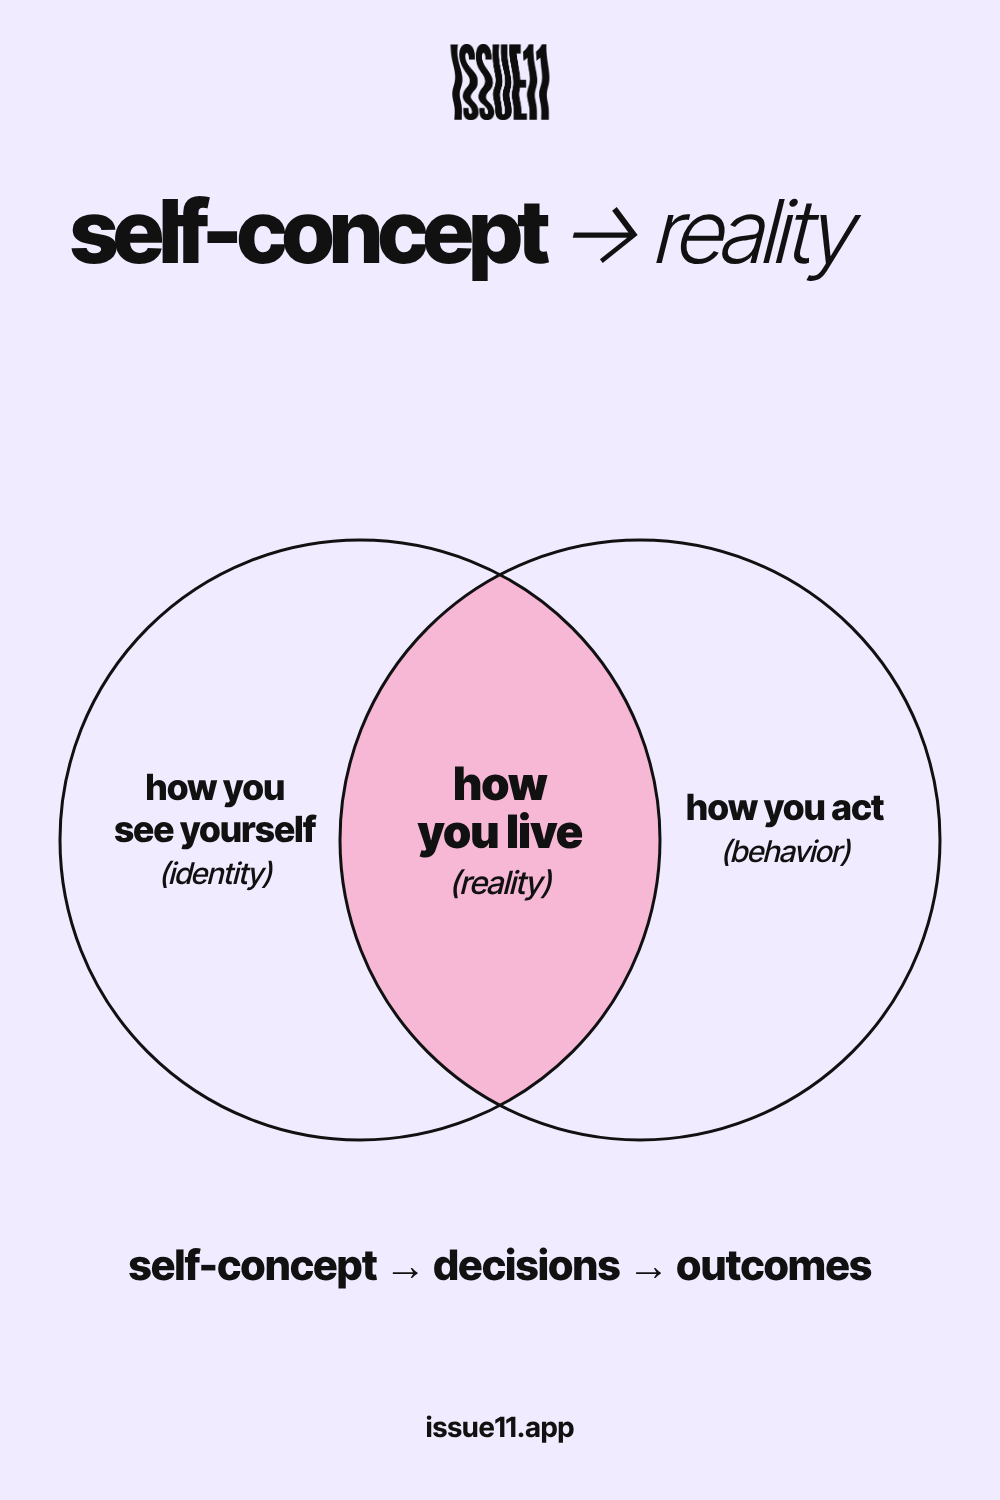 ISSUE11
self-concept → reality
how you
see yourself
(identity)
how
you live
(reality)
how you act
(behavior)
self-concept → decisions → outcomes
issue11.app